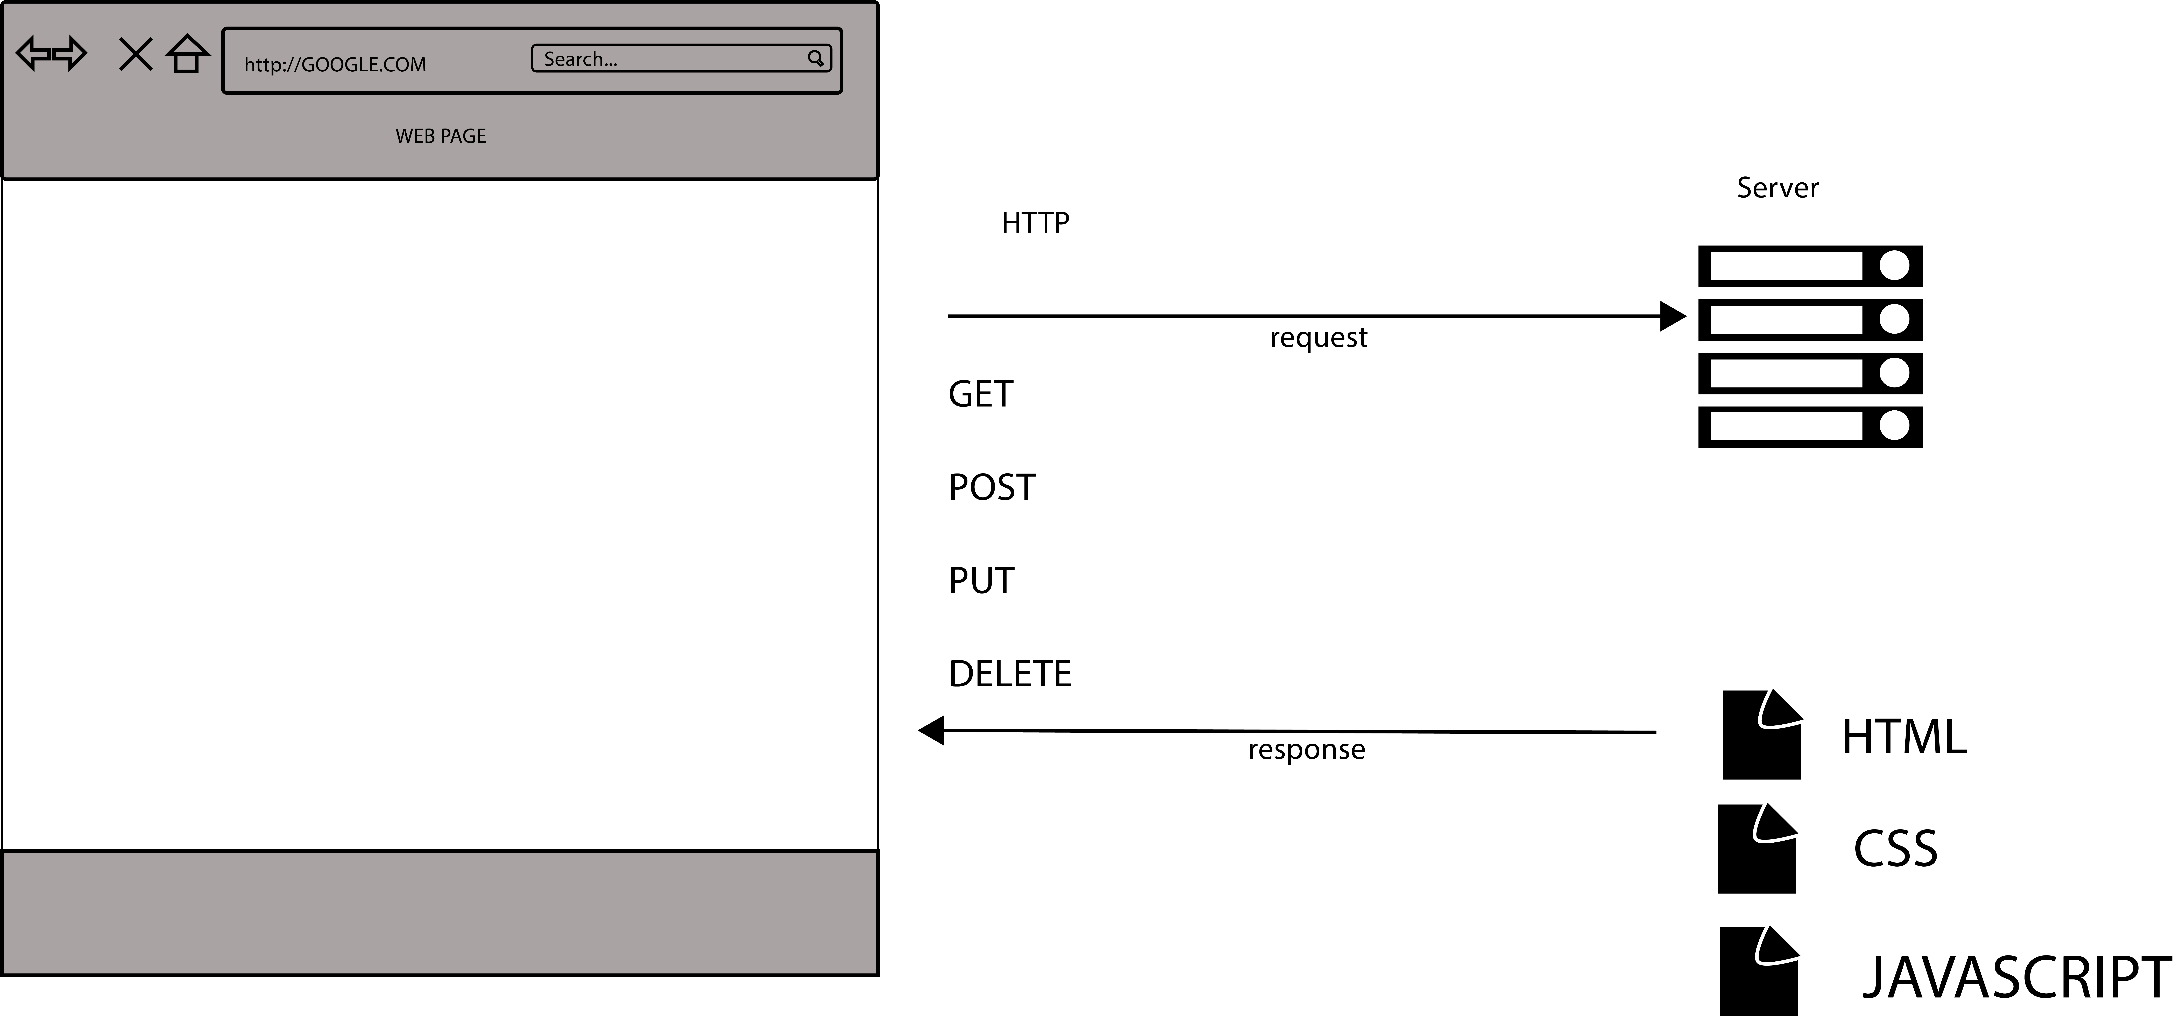 http://GOOGLE.COM
Search...
WEB PAGE
Server
HTTP
request
GET
POST
PUT
DELETE
response
HTML
CSS
JAVASCRIPT